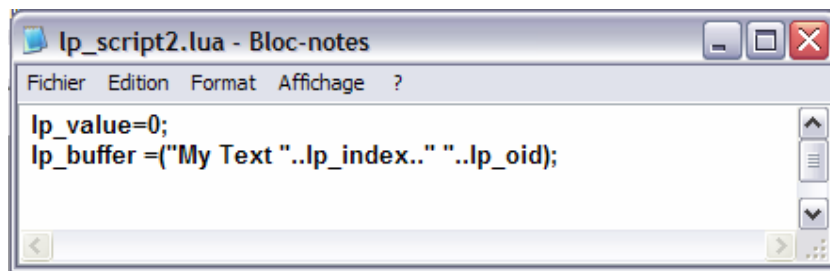 lp_script2.lua - Bloc-notes
Fichier Edition Format Affichage ?
lp_value=0;
lp_buffer =("My Text "..lp_index.." "..lp_oid);